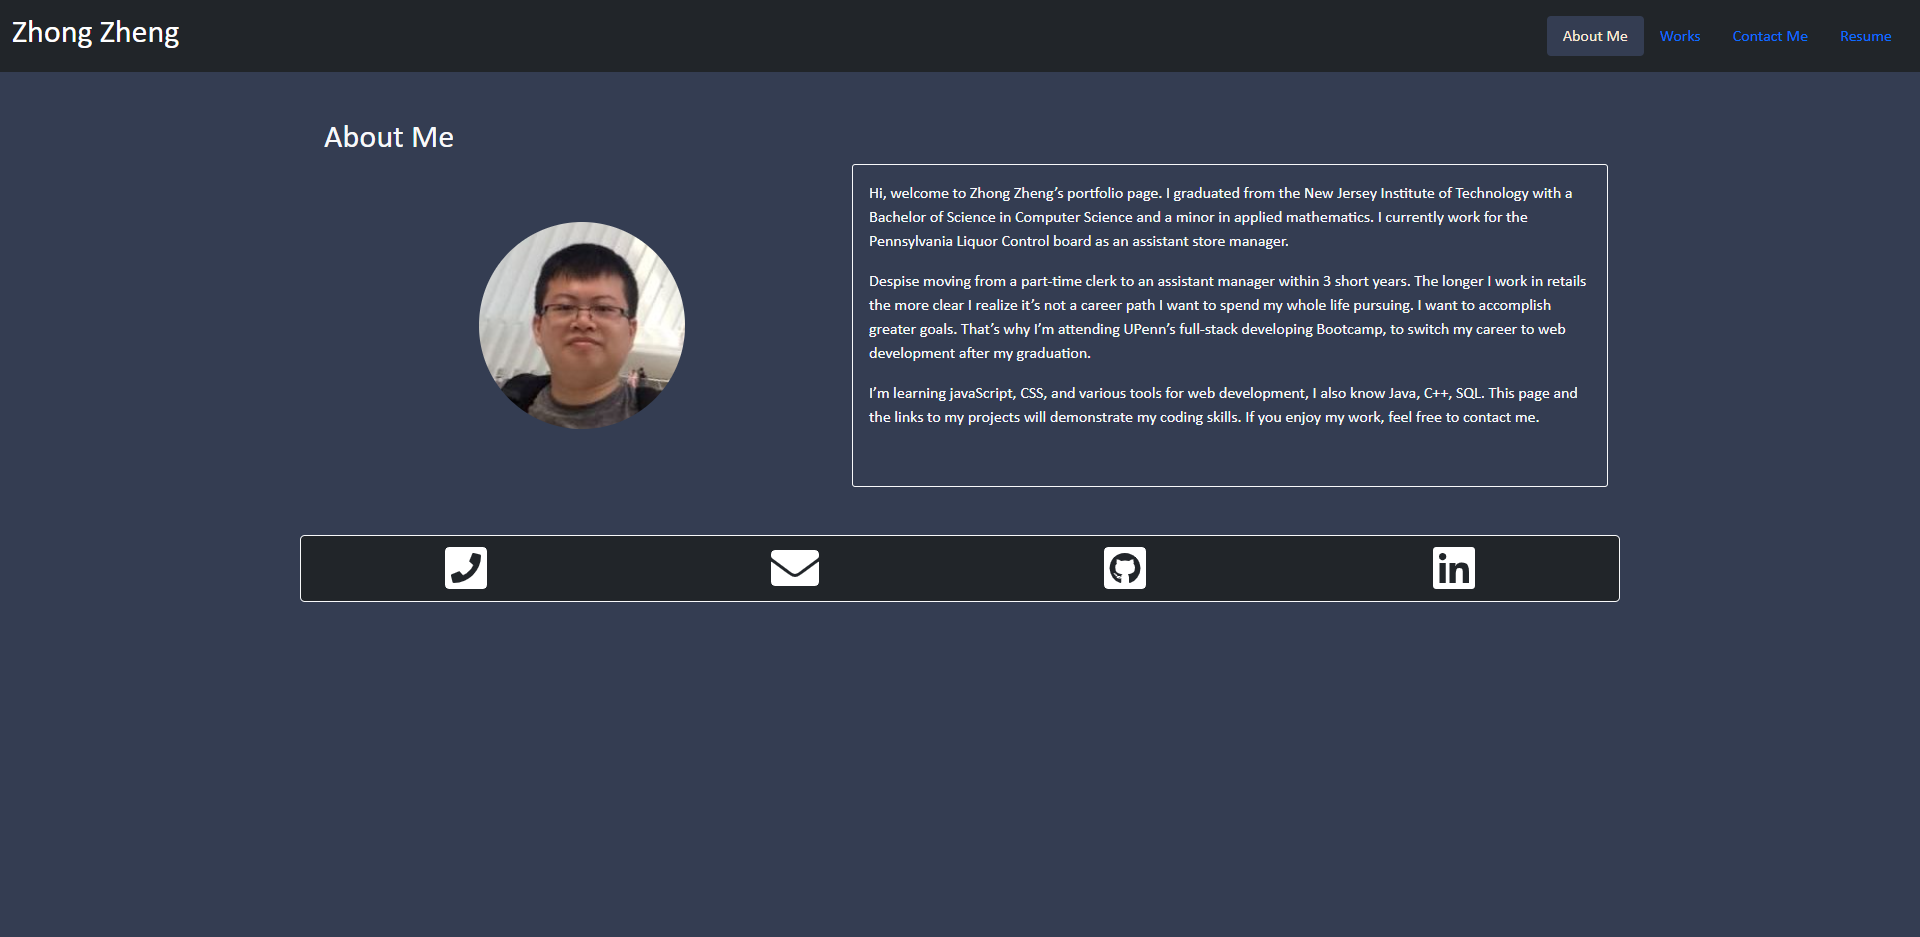 Zhong Zheng
About Me
Works
Contact Me
Resume
About Me
Hi, welcome to Zhong Zheng’s portfolio page. I graduated from the New Jersey Institute of Technology with a
Bachelor of Science in Computer Science and a minor in applied mathematics. I currently work for the
Pennsylvania Liquor Control board as an assistant store manager.
Despise moving from a part-time clerk to an assistant manager within 3 short years. The longer I work in retails
the more clear I realize it’s not a career path I want to spend my whole life pursuing. I want to accomplish
greater goals. That’s why I’m attending UPenn’s full-stack developing Bootcamp, to switch my career to web
development after my graduation.
I’m learning javaScript, CSS, and various tools for web development, I also know Java, C++, SQL. This page and
the links to my projects will demonstrate my coding skills. If you enjoy my work, feel free to contact me.
in